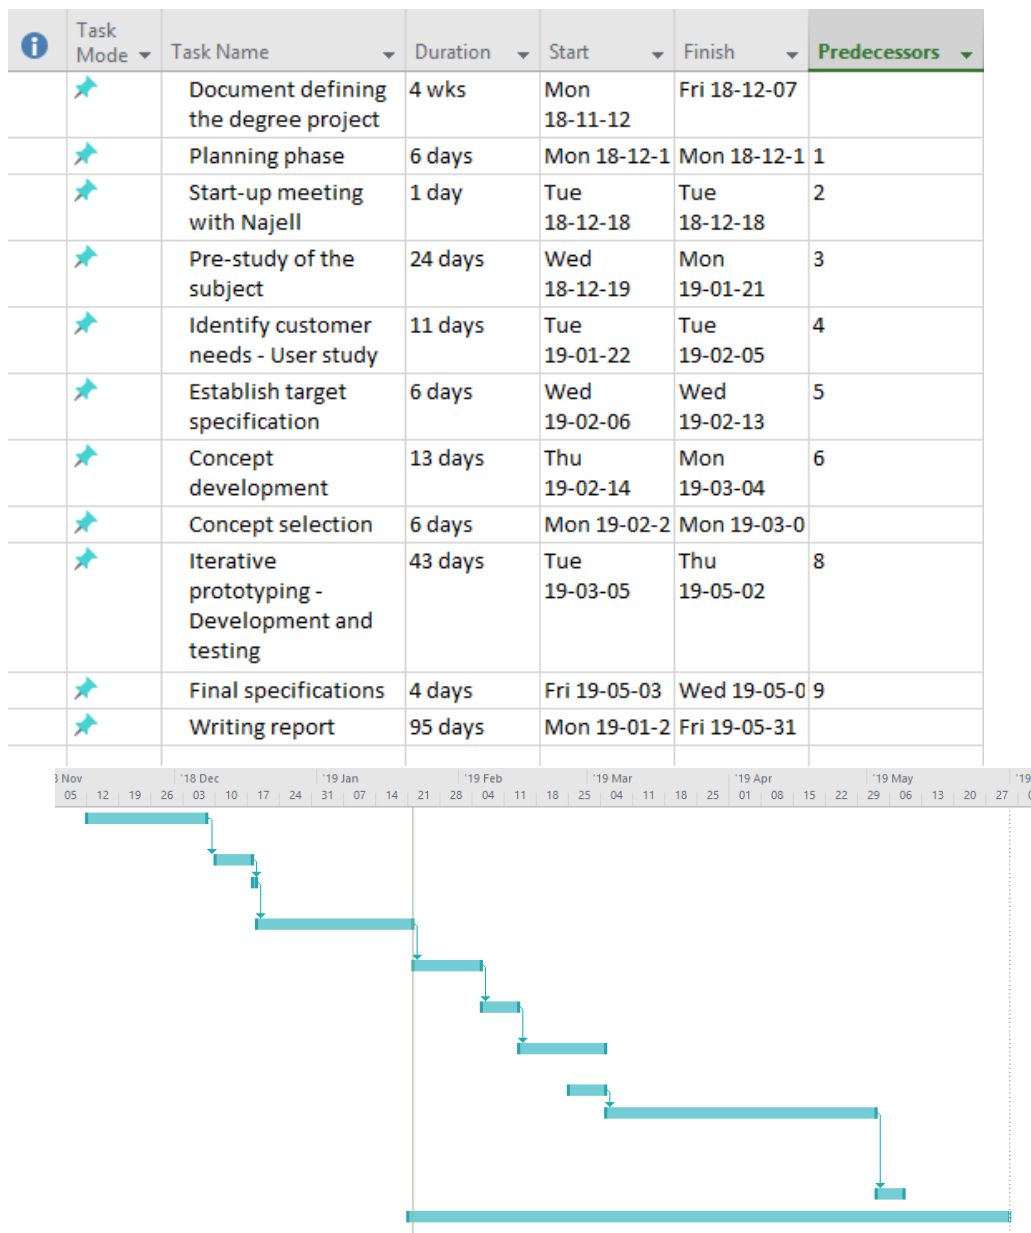 Task
Mode
Task Name
Duration
Start
Finish
Predecessors
Document defining
the degree project
4 wks
Mon
18-11-12
Fri 18-12-07
Planning phase
6 days
Mon 18-12-1
Mon 18-12-1
1
Start-up meeting
with Najell
1 day
Tue
18-12-18
Tue
18-12-18
2
Pre-study of the
subject
24 days
Wed
18-12-19
Mon
19-01-21
3
Identify customer
needs - User study
11 days
Tue
19-01-22
Tue
19-02-05
4
Establish target
specification
6 days
Wed
19-02-06
Wed
19-02-13
5
Concept
development
13 days
Thu
19-02-14
Mon
19-03-04
6
Concept selection
6 days
Mon 19-02-2
Mon 19-03-0
Iterative
prototyping -
Development and
testing
43 days
Tue
19-03-05
Thu
19-05-02
8
Final specifications
4 days
Fri 19-05-03
Wed 19-05-0
9
Writing report
95 days
Mon 19-01-2
Fri 19-05-31
Nov '18 Dec '19 Jan '19 Feb '19 Mar '19 Apr '19 May '19
05 12 19 26 03 10 17 24 31 07 14 21 28 04 11 18 25 04 11 18 25 01 08 15 22 29 06 13 20 27